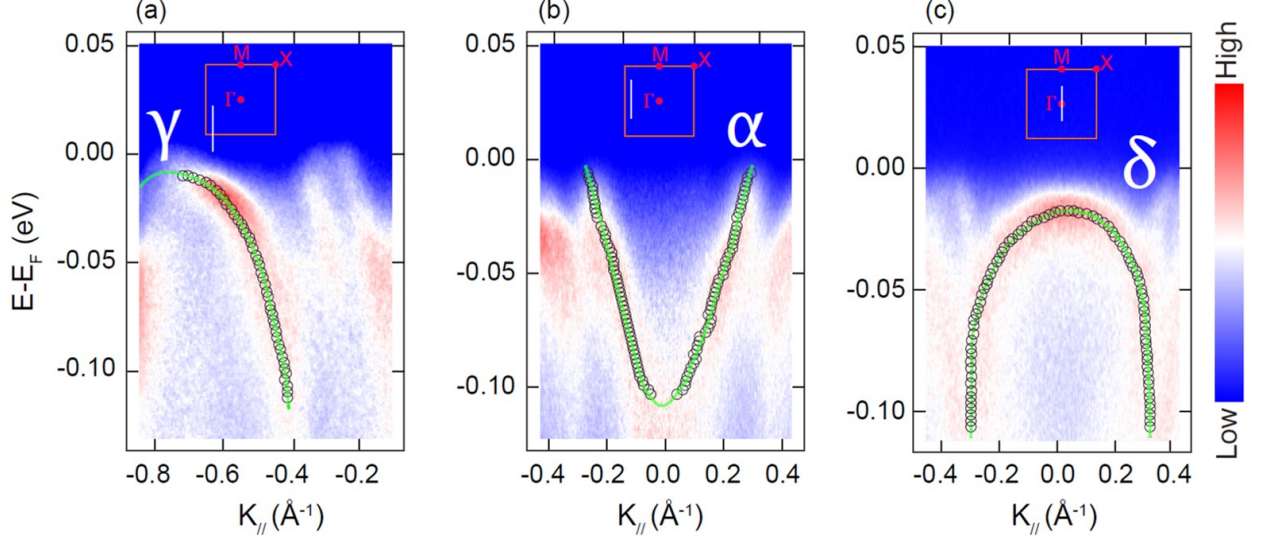 (a) (b) (c)
0.05 0.05 0.05
M X M X M X
Γ Γ Γ
γ α δ
0.00 0.00 0.00
-0.05 -0.05 -0.05
-0.10 -0.10 -0.10
E-E_F (eV)
-0.8 -0.6 -0.4 -0.2 -0.4 -0.2 0.0 0.2 0.4 -0.4 -0.2 0.0 0.2 0.4
K_// (Å⁻¹) K_// (Å⁻¹) K_// (Å⁻¹)
High
Low